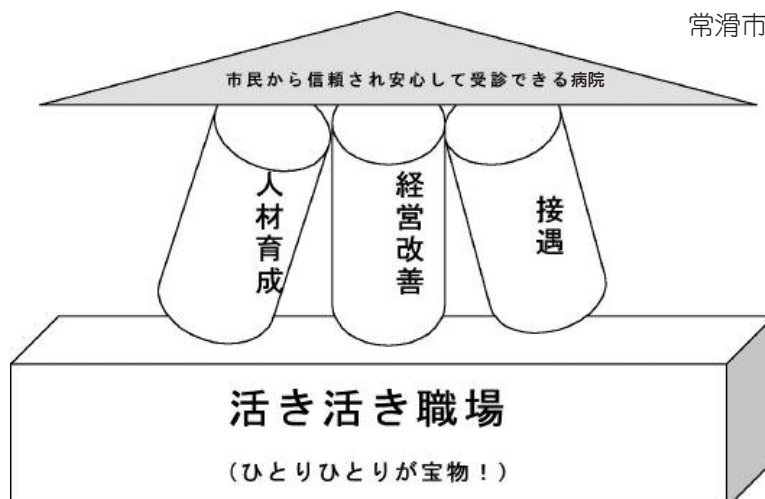 常滑市
市民から信頼され安心して受診できる病院
人材育成
経営改善
接遇
活き活き職場
(ひとりひとりが宝物!)